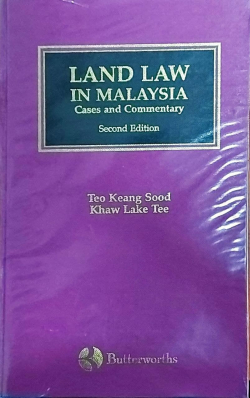 LAND LAW
IN MALAYSIA
Cases and Commentary
Second Edition
Teo Keang Sood
Khaw Lake Tee
Butterworths